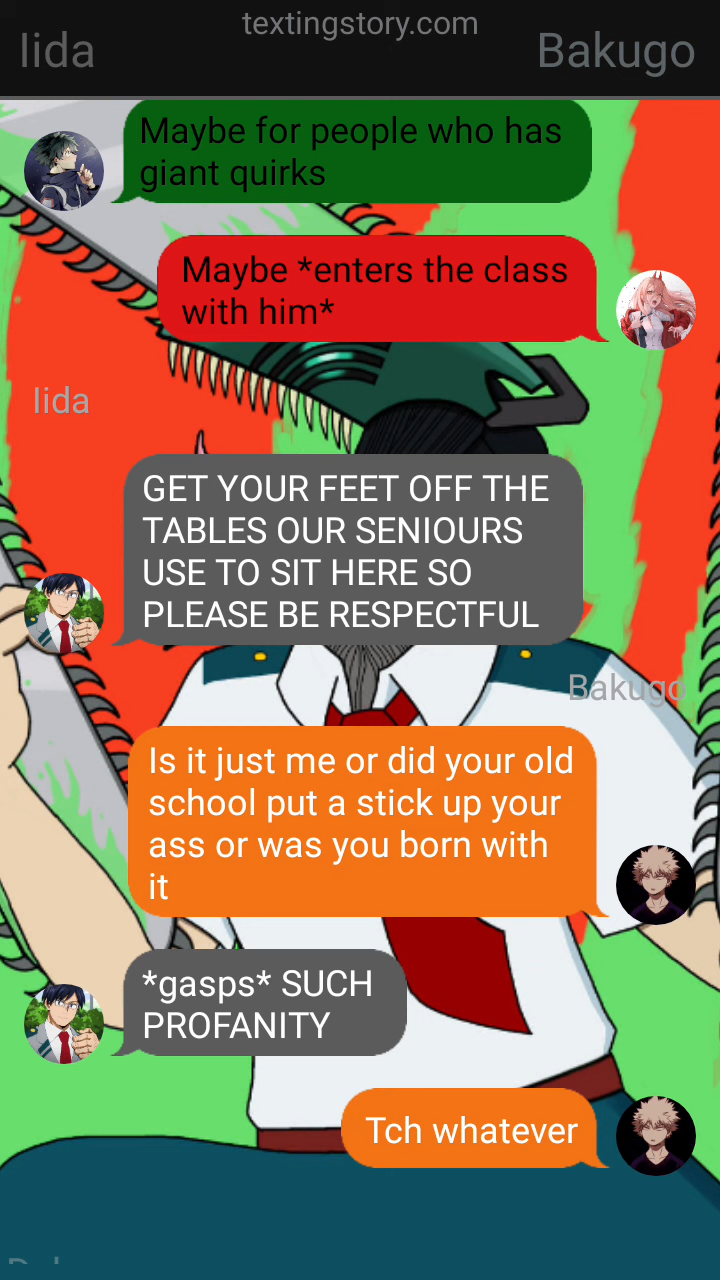 textingstory.com
Iida
Bakugo
Maybe for people who has
giant quirks
Maybe *enters the class
with him*
Iida
GET YOUR FEET OFF THE
TABLES OUR SENIOURS
USE TO SIT HERE SO
PLEASE BE RESPECTFUL
Bakugo
Is it just me or did your old
school put a stick up your
ass or was you born with
it
*gasps* SUCH
PROFANITY
Tch whatever